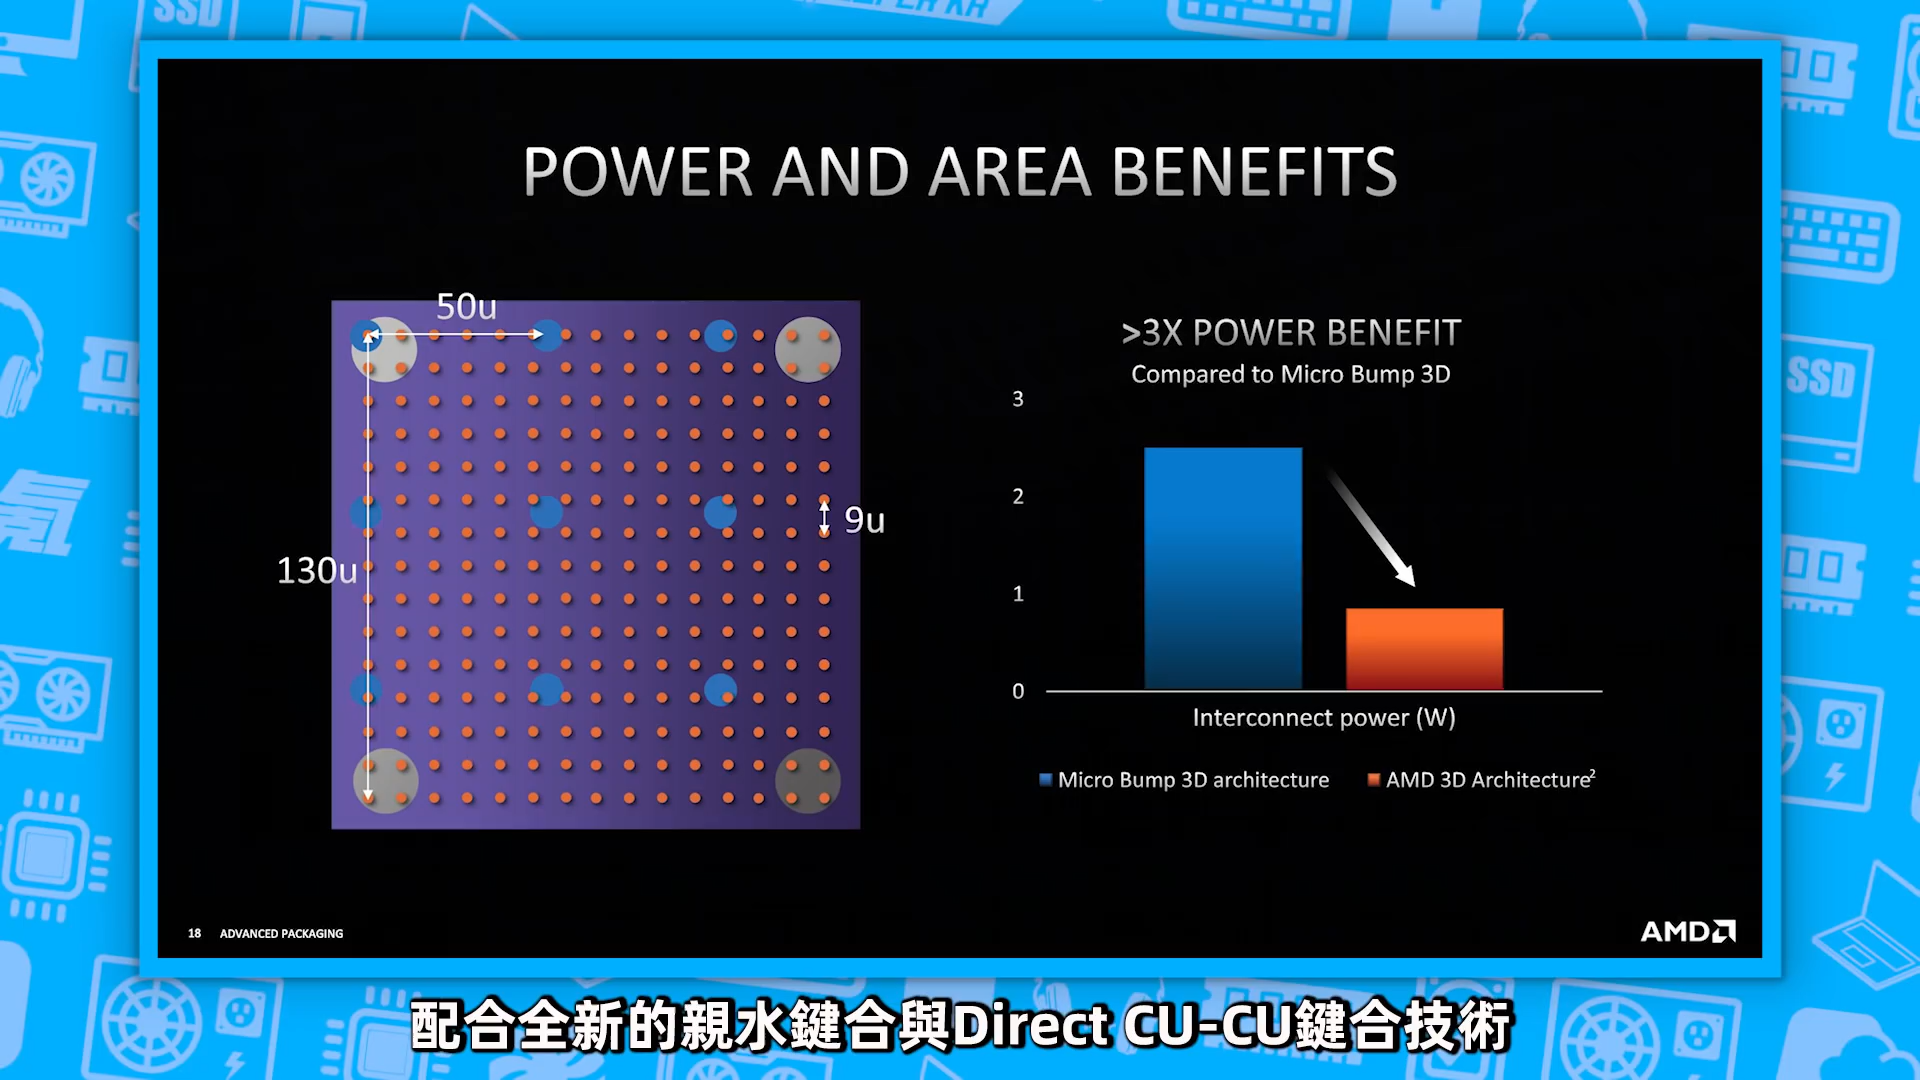 SSD
POWER AND AREA BENEFITS
50u
130u
9u
>3X POWER BENEFIT
Compared to Micro Bump 3D
3
2
1
0
Interconnect power (W)
Micro Bump 3D architecture
AMD 3D Architecture²
SSD
18 ADVANCED PACKAGING
AMD
配合全新的親水鍵合與Direct CU-CU鍵合技術